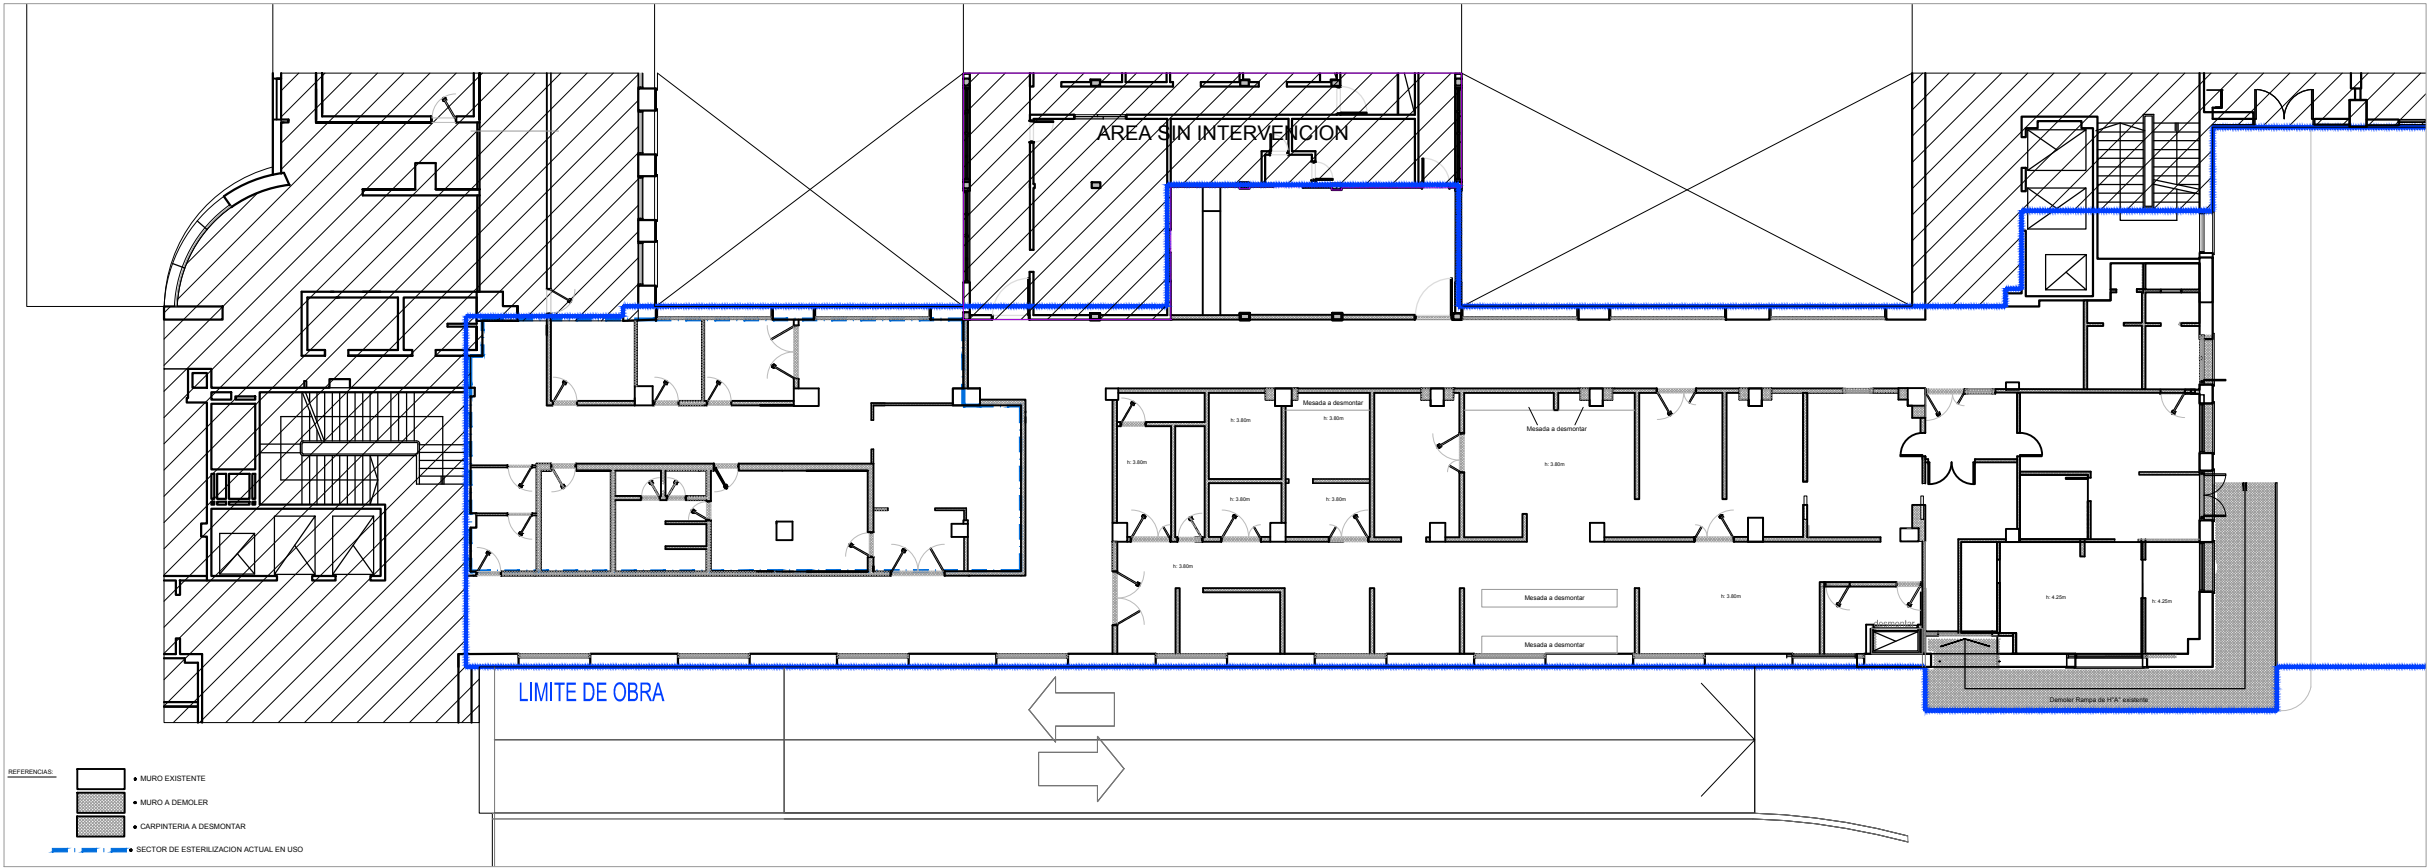 AREA SIN INTERVENCION
Mesada a desmontar
h: 3.80m
h: 3.80m
Mesada a desmontar
h: 3.80m
h: 3.80m
h: 3.80m
h: 3.80m
h: 3.80m
Mesada a desmontar
h: 3.80m
h: 4.25m
h: 4.25m
desmontar
Mesada a desmontar
LIMITE DE OBRA
Demoler Rampa de H°A° existente
REFERENCIAS:
• MURO EXISTENTE
• MURO A DEMOLER
• CARPINTERIA A DESMONTAR
• SECTOR DE ESTERILIZACION ACTUAL EN USO